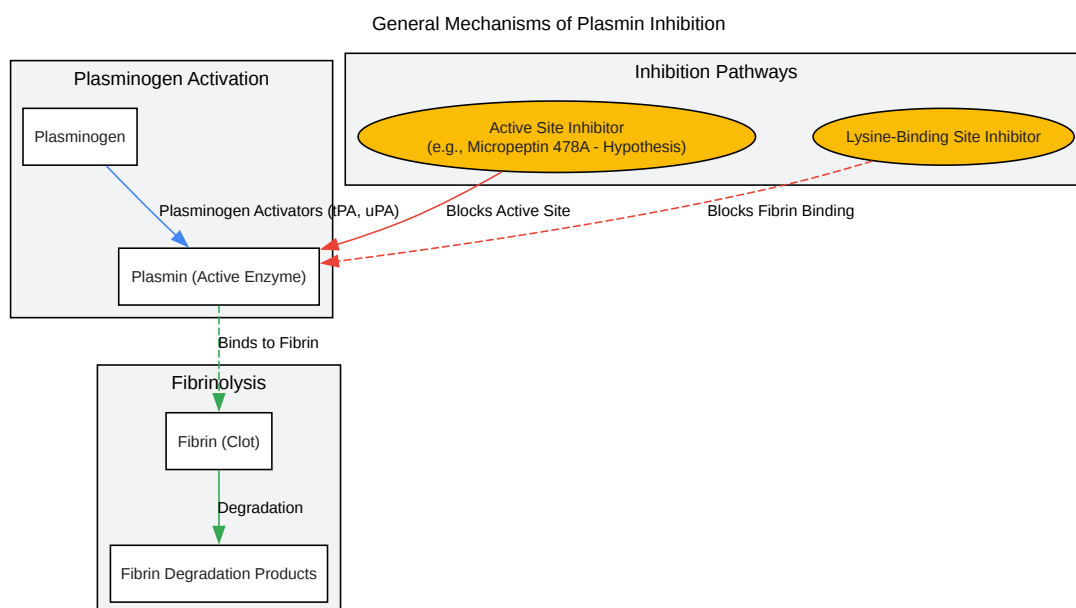 General Mechanisms of Plasmin Inhibition
Plasminogen Activation
Inhibition Pathways
Plasminogen
Active Site Inhibitor
(e.g., Micropeptin 478A - Hypothesis)
Lysine-Binding Site Inhibitor
Plasminogen Activators (tPA, uPA)
Blocks Active Site
Blocks Fibrin Binding
Plasmin (Active Enzyme)
Binds to Fibrin
Fibrinolysis
Fibrin (Clot)
Degradation
Fibrin Degradation Products